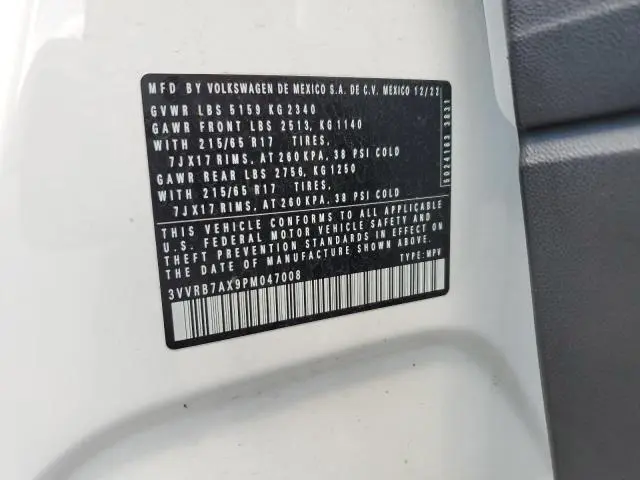 MFD BY VOLKSWAGEN DE MEXICO S.A. DE C.V. MEXICO 12/22
GVWR LBS 5159 KG 2340
GAWR FRONT LBS 2513, KG 1140
WITH 215/65 R17 TIRES,
7JX17 RIMS, AT 260 KPA, 38 PSI COLD
GAWR REAR LBS 2756, KG 1250
WITH 215/65 R17 TIRES,
7JX17 RIMS, AT 260 KPA, 38 PSI COLD
THIS VEHICLE CONFORMS TO ALL APPLICABLE
U.S. FEDERAL MOTOR VEHICLE SAFETY AND
THEFT PREVENTION STANDARDS IN EFFECT ON
THE DATE OF MANUFACTURE SHOWN ABOVE.
3VVRB7AX9PM047008 TYPE: MPV
5024163 3831